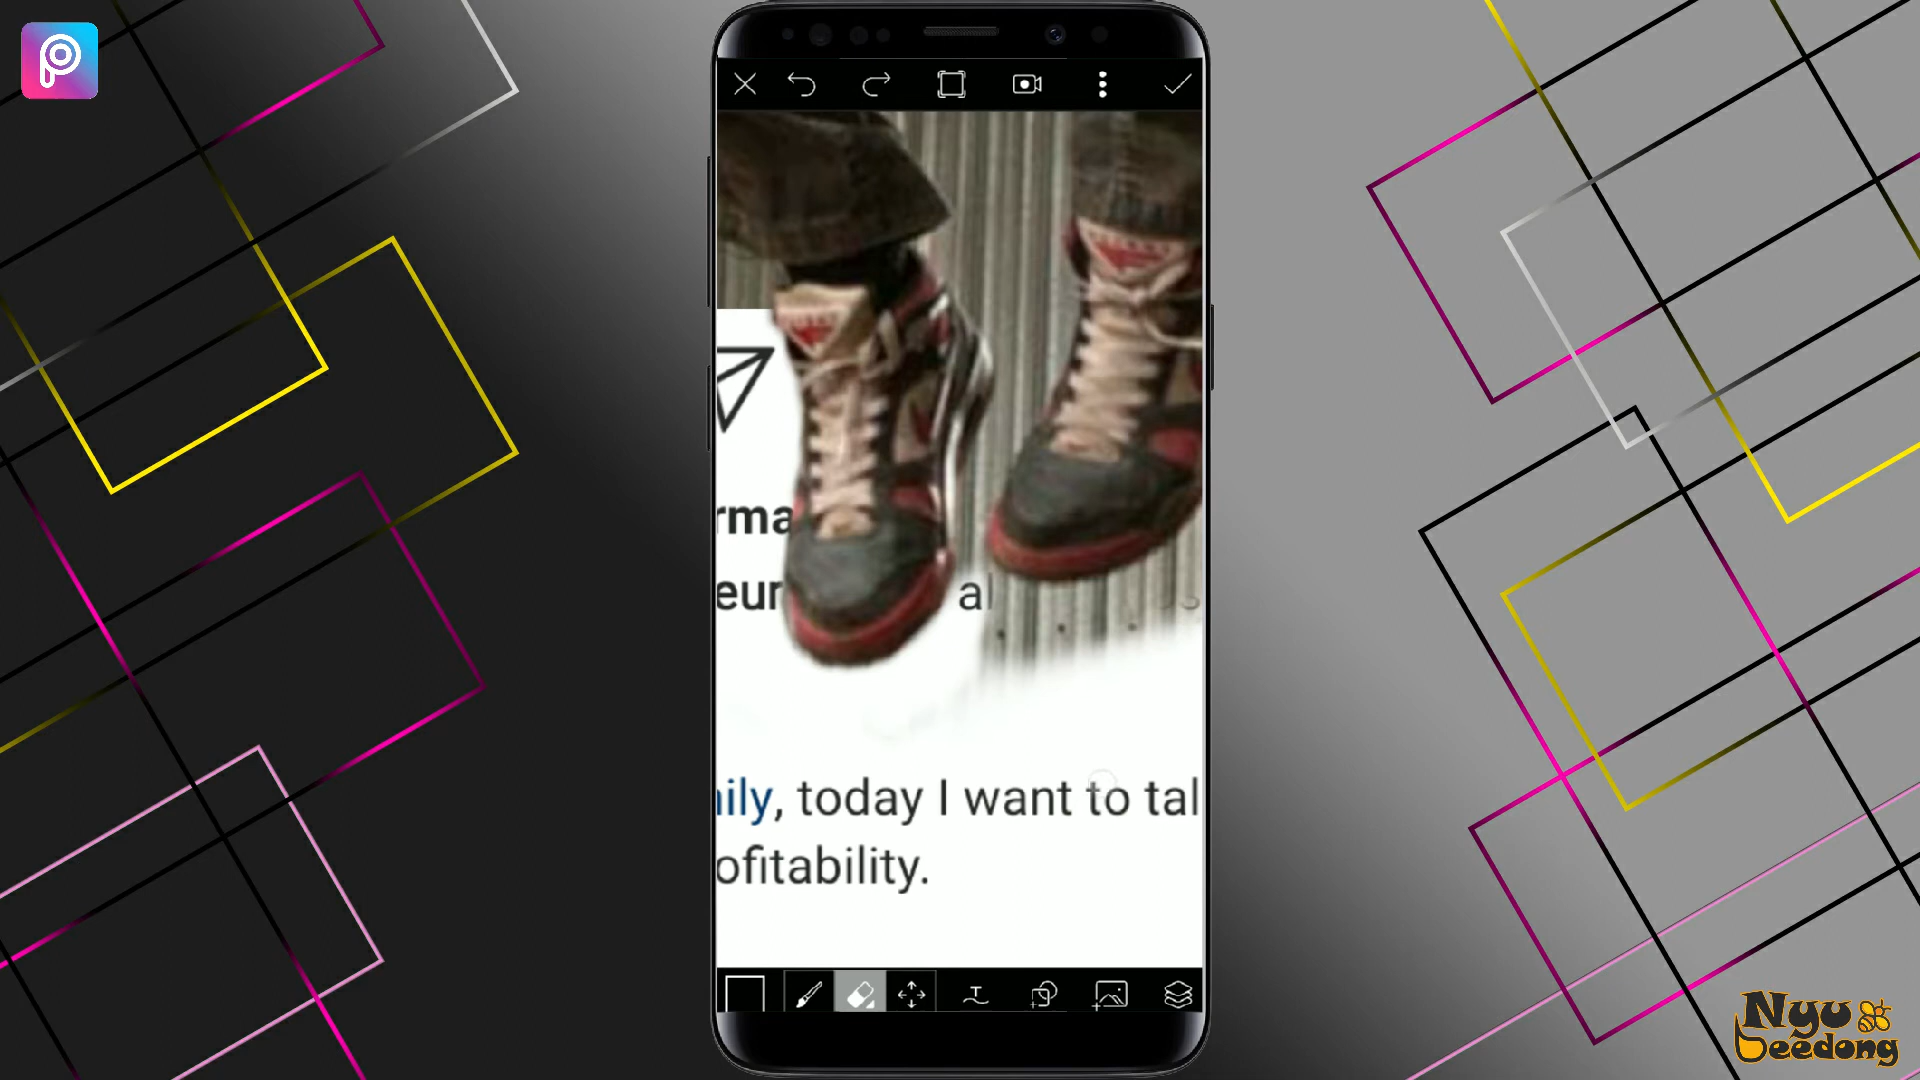 rma
eur al
ily, today I want to tal
ofitability.
Nyu
beedong